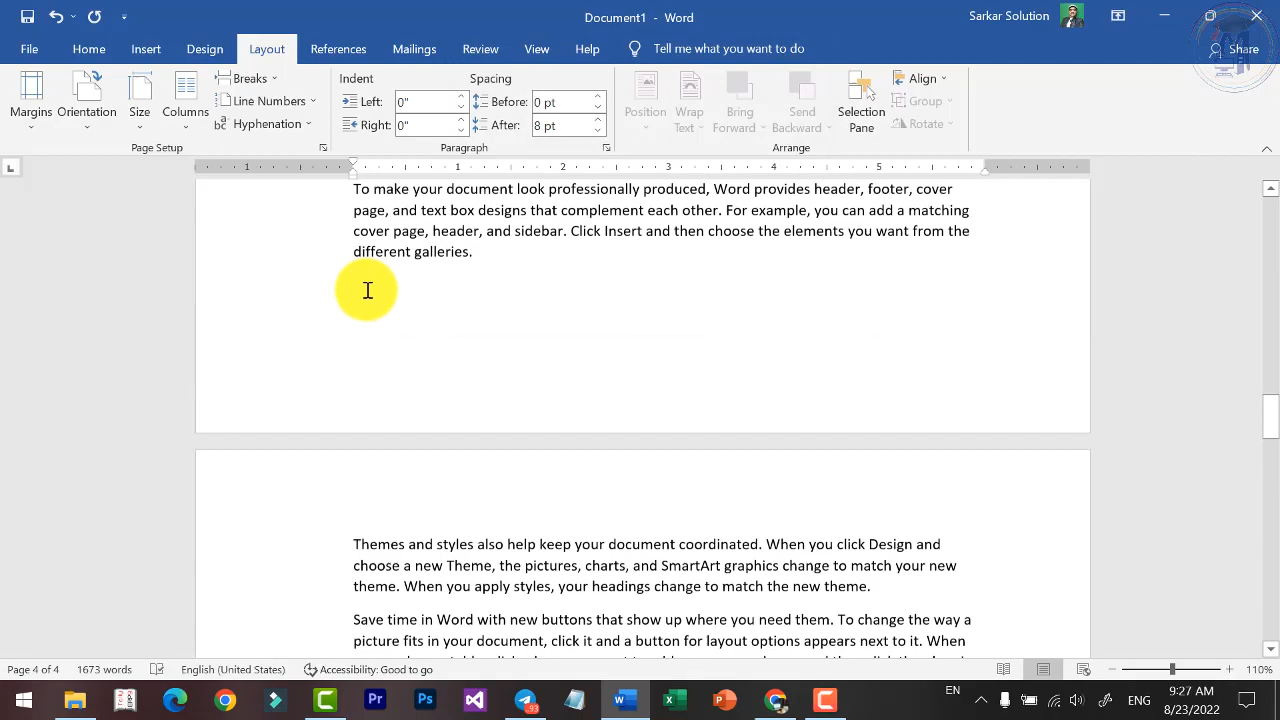 Document1 - Word
Sarkar Solution
File Home Insert Design Layout References Mailings Review View Help Tell me what you want to do Share
Margins Orientation Size Columns
Breaks
Line Numbers
Hyphenation
Page Setup
Indent Spacing
Left: 0" Before: 0 pt
Right: 0" After: 8 pt
Paragraph
Position Wrap Text Bring Forward Send Backward Selection Pane
Align
Group
Rotate
Arrange
1 1 2 3 4 5
To make your document look professionally produced, Word provides header, footer, cover
page, and text box designs that complement each other. For example, you can add a matching
cover page, header, and sidebar. Click Insert and then choose the elements you want from the
different galleries.
Themes and styles also help keep your document coordinated. When you click Design and
choose a new Theme, the pictures, charts, and SmartArt graphics change to match your new
theme. When you apply styles, your headings change to match the new theme.
Save time in Word with new buttons that show up where you need them. To change the way a
picture fits in your document, click it and a button for layout options appears next to it. When
Page 4 of 4 1673 words English (United States) Accessibility: Good to go 110%
Pr Ps 93 EN ENG 9:27 AM
8/23/2022